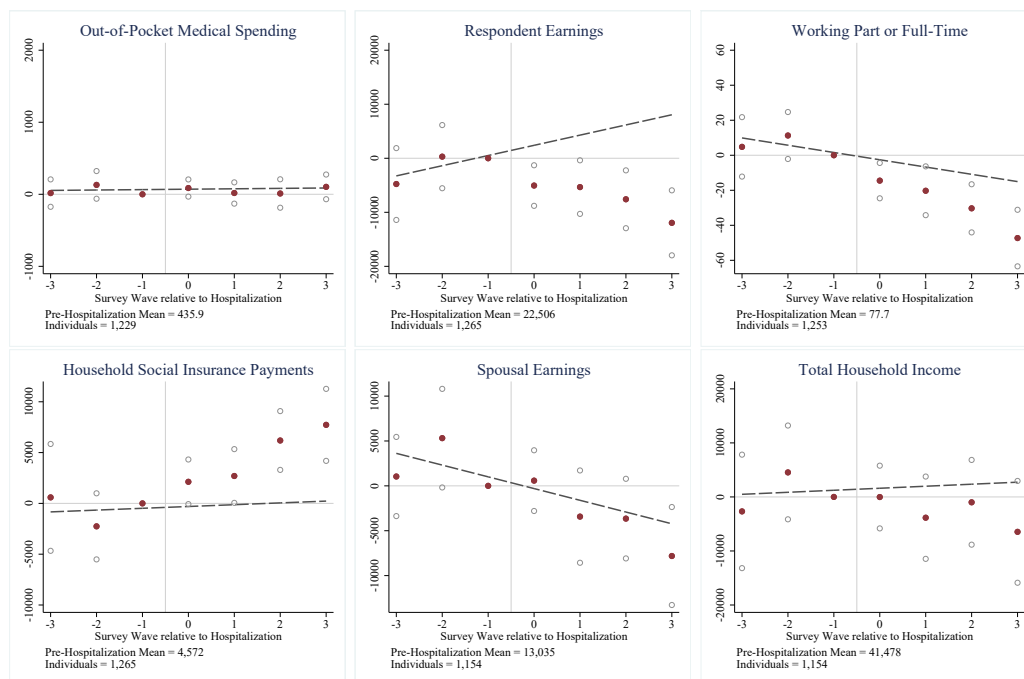 Out-of-Pocket Medical Spending
2000
1000
0
-1000
-3 -2 -1 0 1 2 3
Survey Wave relative to Hospitalization
Pre-Hospitalization Mean = 435.9
Individuals = 1,229
Respondent Earnings
20000
10000
0
-10000
-20000
-3 -2 -1 0 1 2 3
Survey Wave relative to Hospitalization
Pre-Hospitalization Mean = 22,506
Individuals = 1,265
Working Part or Full-Time
60
40
20
0
-20
-40
-60
-3 -2 -1 0 1 2 3
Survey Wave relative to Hospitalization
Pre-Hospitalization Mean = 77.7
Individuals = 1,253
Household Social Insurance Payments
10000
5000
0
-5000
-10000
-3 -2 -1 0 1 2 3
Survey Wave relative to Hospitalization
Pre-Hospitalization Mean = 4,572
Individuals = 1,265
Spousal Earnings
10000
5000
0
-5000
-10000
-3 -2 -1 0 1 2 3
Survey Wave relative to Hospitalization
Pre-Hospitalization Mean = 13,035
Individuals = 1,154
Total Household Income
20000
10000
0
-10000
-20000
-3 -2 -1 0 1 2 3
Survey Wave relative to Hospitalization
Pre-Hospitalization Mean = 41,478
Individuals = 1,154